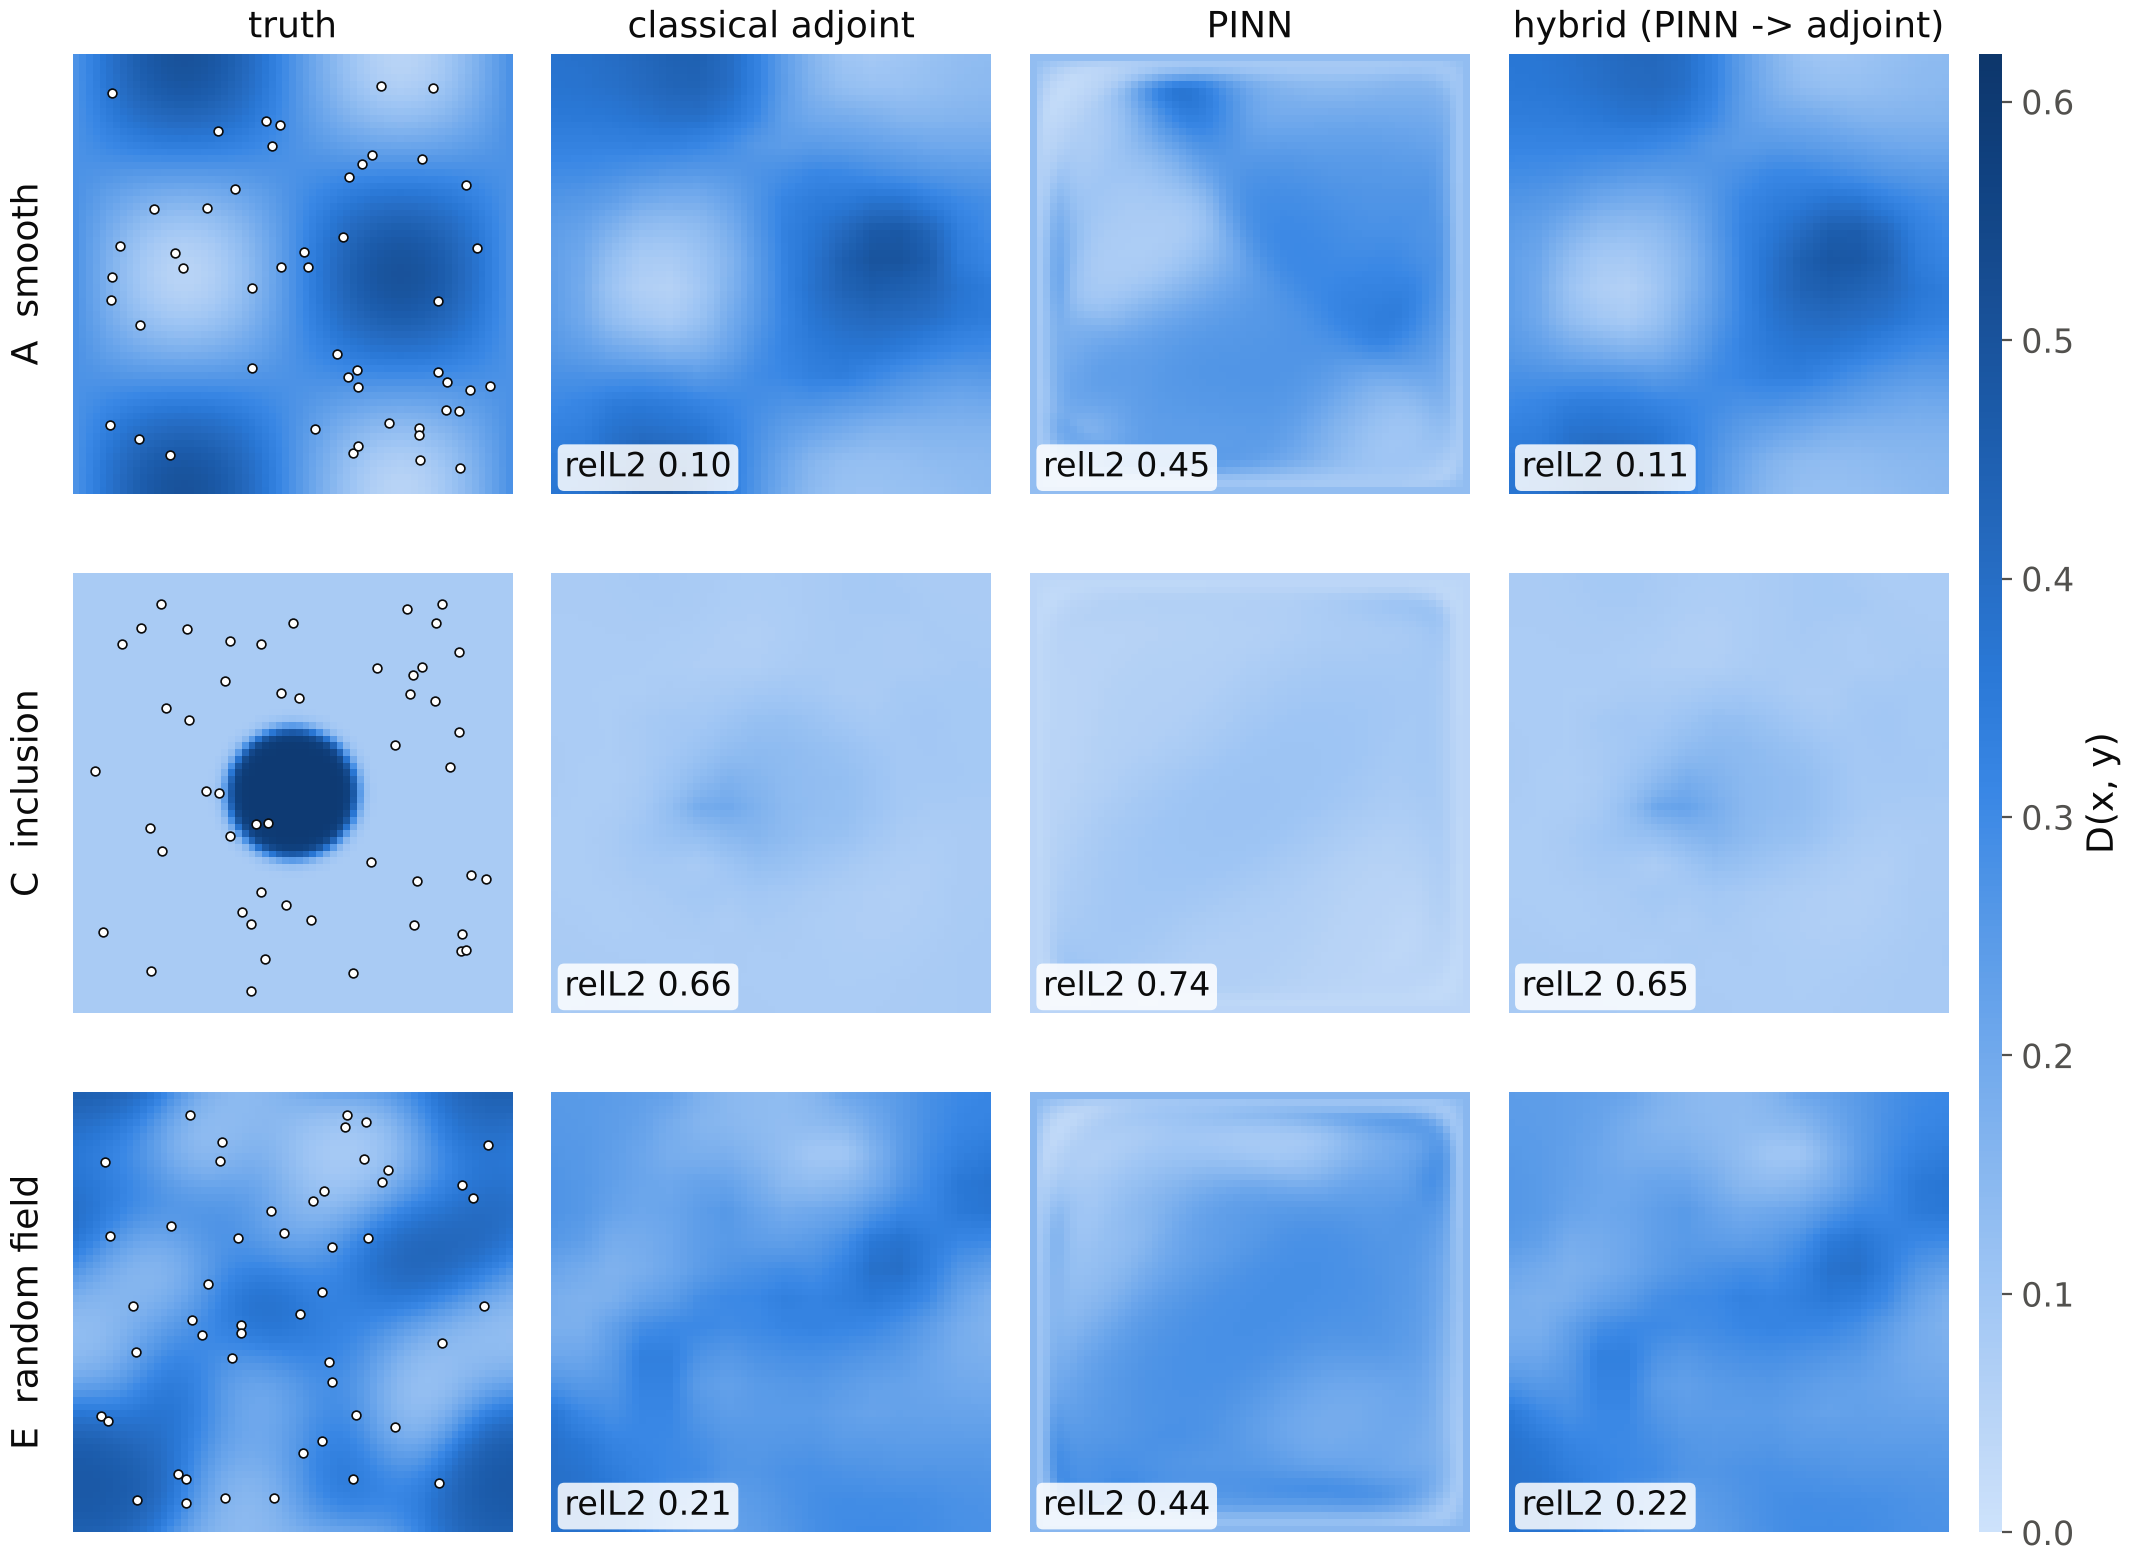 truth
classical adjoint
PINN
hybrid (PINN -> adjoint)
A smooth
relL2 0.10
relL2 0.45
relL2 0.11
C inclusion
relL2 0.66
relL2 0.74
relL2 0.65
E random field
relL2 0.21
relL2 0.44
relL2 0.22
0.6
0.5
0.4
0.3
0.2
0.1
0.0
D(x, y)